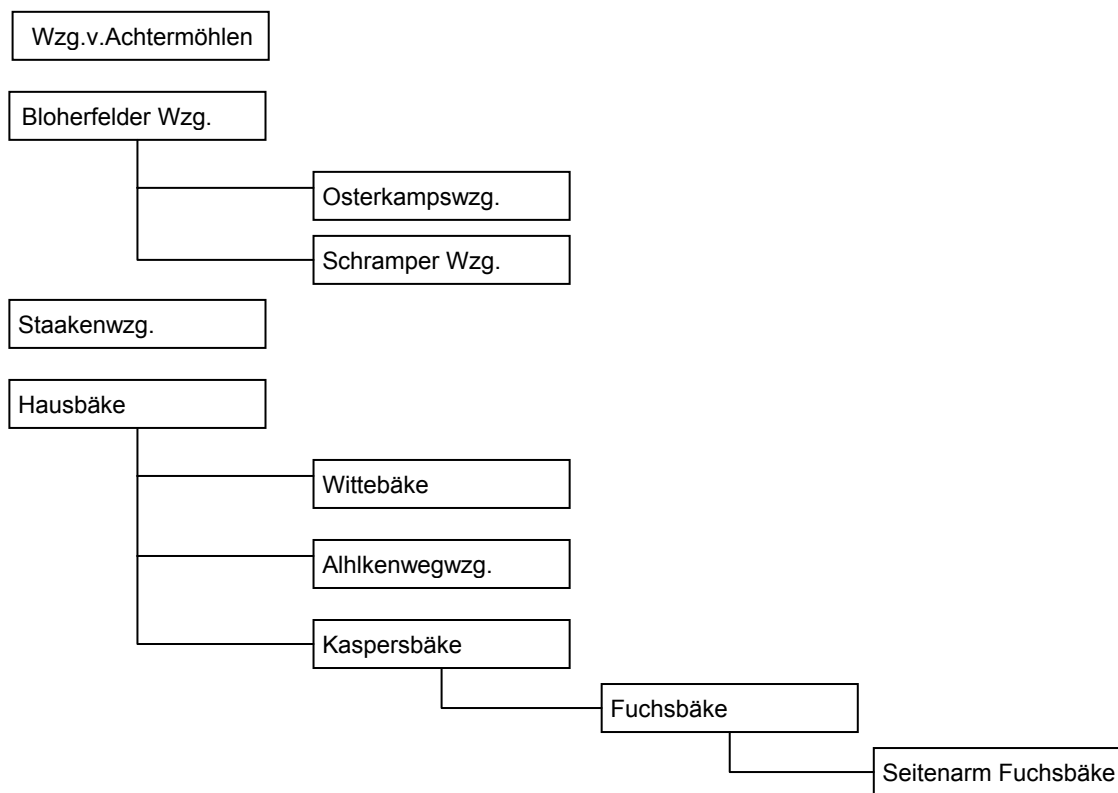 Wzg.v.Achtermöhlen
Bloherfelder Wzg.
Osterkampswzg.
Schramper Wzg.
Staakenwzg.
Hausbäke
Wittebäke
Alhlkenwegwzg.
Kaspersbäke
Fuchsbäke
Seitenarm Fuchsbäke